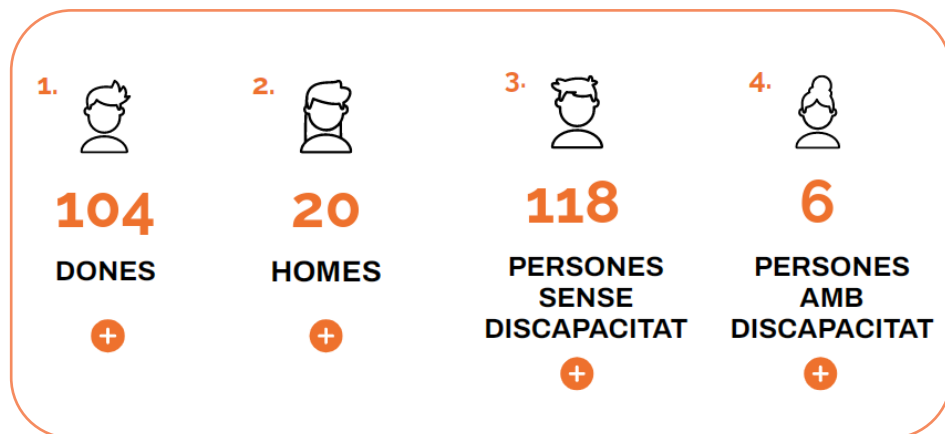 1.
104
DONES
2.
20
HOMES
3.
118
PERSONES
SENSE
DISCAPACITAT
4.
6
PERSONES
AMB
DISCAPACITAT